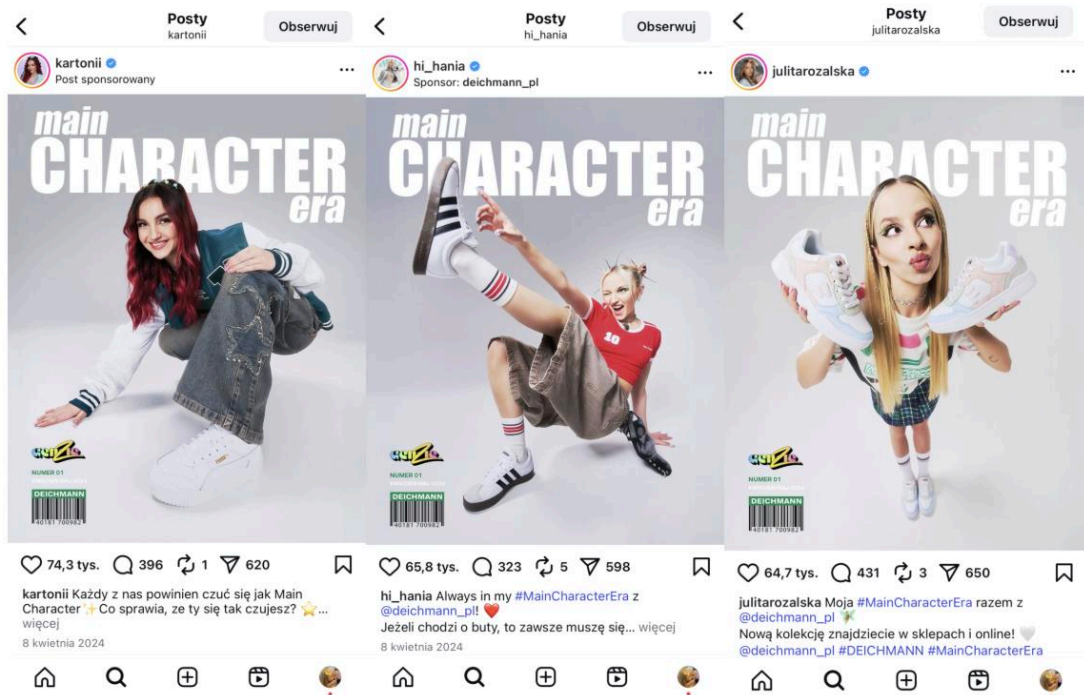 Posty
kartonii
Obserwuj
kartonii
Post sponsorowany
main
CHARACTER
era
NUMER 01
DEICHMANN
40181 700982
74,3 tys. 396 1 620
kartonii Każdy z nas powinien czuć się jak Main
Character ✨ Co sprawia, ze ty się tak czujesz? ⭐...
więcej
8 kwietnia 2024
Posty
hi_hania
Obserwuj
hi_hania
Sponsor: deichmann_pl
main
CHARACTER
era
10
NUMER 01
DEICHMANN
40181 700982
65,8 tys. 323 5 598
hi_hania Always in my #MainCharacterEra z
@deichmann_pl! ❤️
Jeżeli chodzi o buty, to zawsze muszę się... więcej
8 kwietnia 2024
Posty
julitarozalska
Obserwuj
julitarozalska
main
CHARACTER
era
NUMER 01
DEICHMANN
40181 700982
64,7 tys. 431 3 650
julitarozalska Moja #MainCharacterEra razem z
@deichmann_pl
Nową kolekcję znajdziecie w sklepach i online! 🤍
@deichmann_pl #DEICHMANN #MainCharacterEra